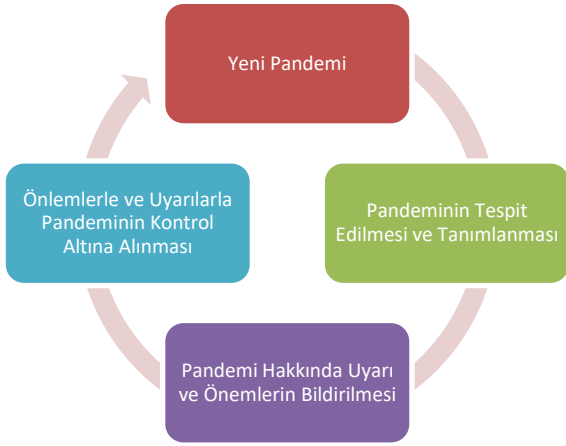 Yeni Pandemi
Pandeminin Tespit
Edilmesi ve Tanımlanması
Pandemi Hakkında Uyarı
ve Önemlerin Bildirilmesi
Önlemlerle ve Uyarılarla
Pandeminin Kontrol
Altına Alınması